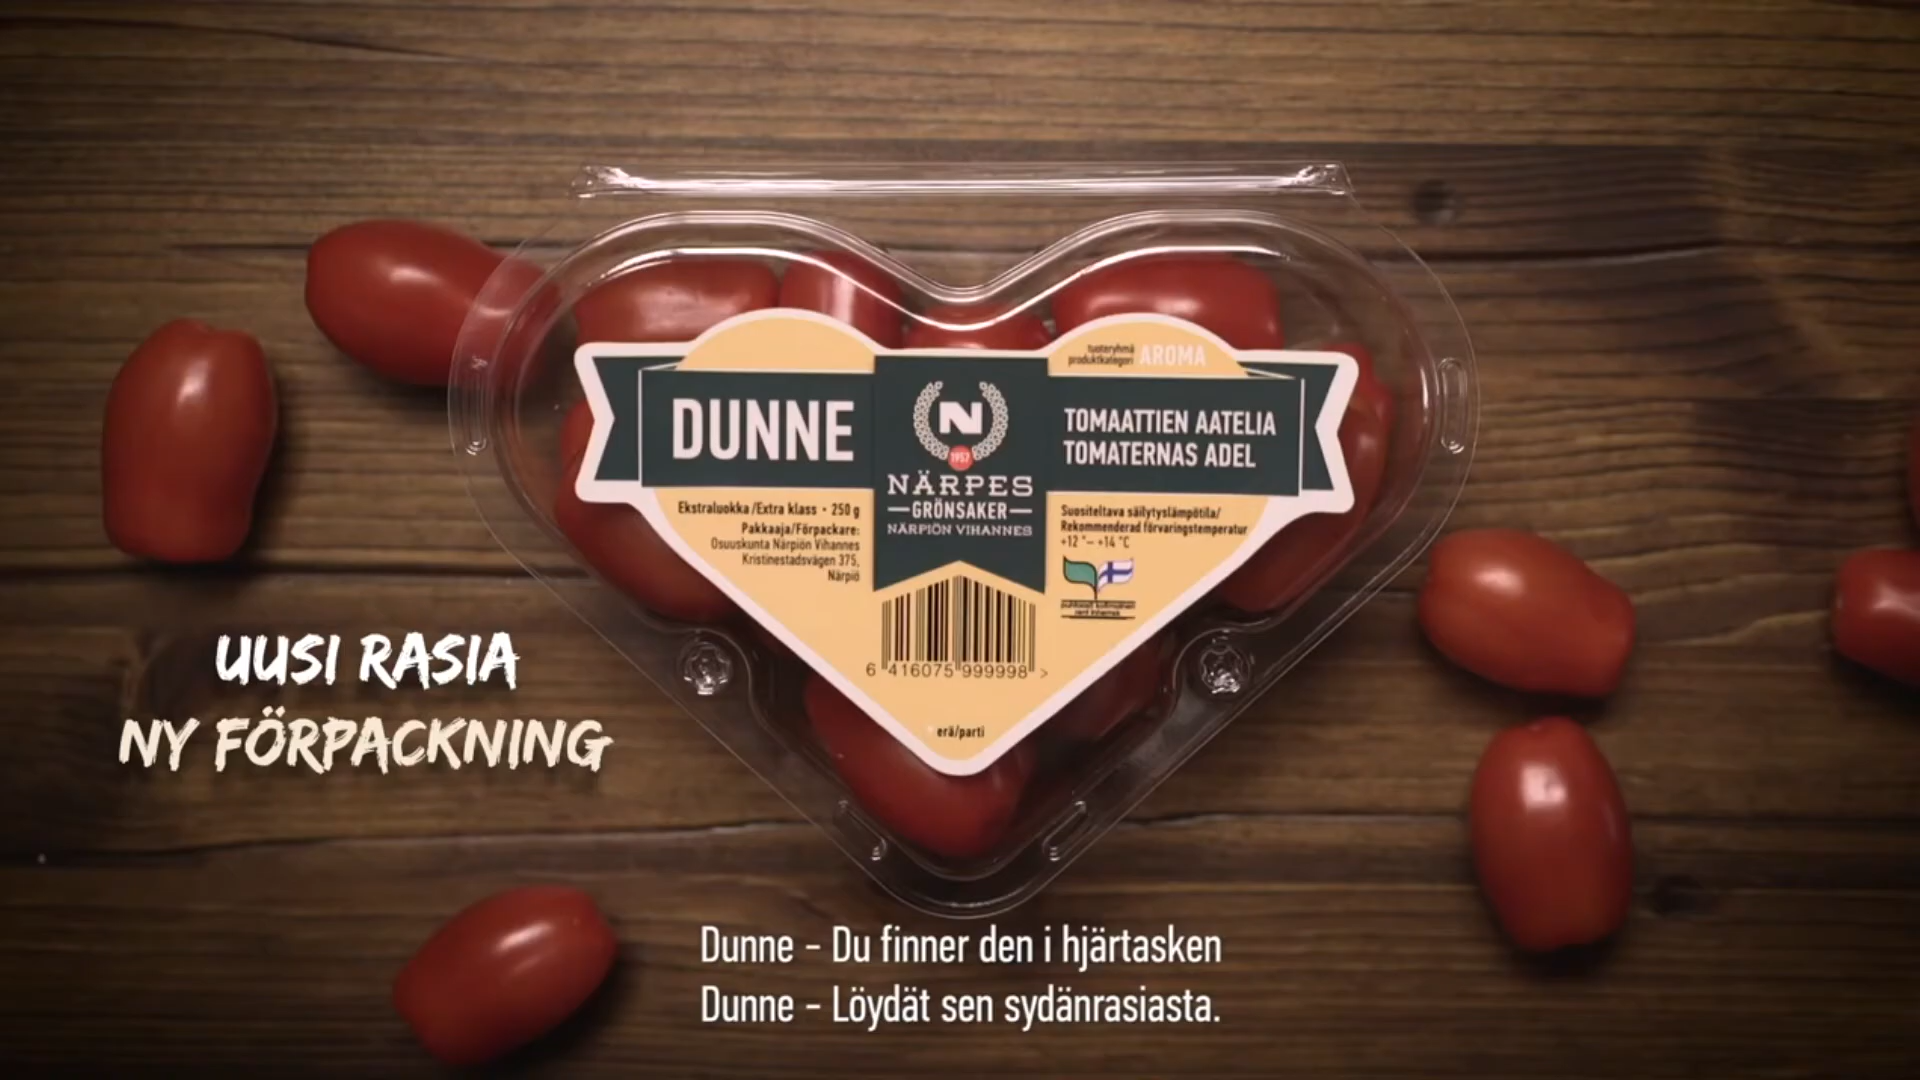 tuoteryhmä
produktkategori AROMA
DUNNE
N
1957
NÄRPES
GRÖNSAKER
NÄRPIÖN VIHANNES
TOMAATTIEN AATELIA
TOMATERNAS ADEL
Ekstraluokka/Extra klass • 250 g
Pakkaaja/Förpackare:
Osuuskunta Närpiön Vihannes
Kristinestadsvägen 375,
Närpiö
Suositeltava säilytyslämpötila/
Rekommenderad förvaringstemperatur
+12 °– +14 °C
6 416075 999998 >
erä/parti
UUSI RASIA
NY FÖRPACKNING
Dunne – Du finner den i hjärtasken
Dunne – Löydät sen sydänrasiasta.